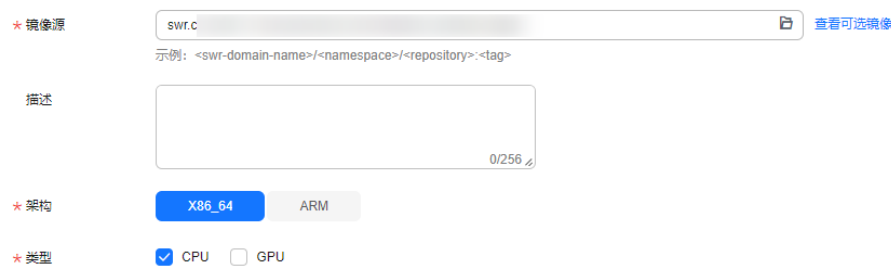 * 镜像源 swr.c 查看可选镜像
示例：<swr-domain-name>/<namespace>/<repository>:<tag>
描述
0/256
* 架构 X86_64 ARM
* 类型 CPU GPU